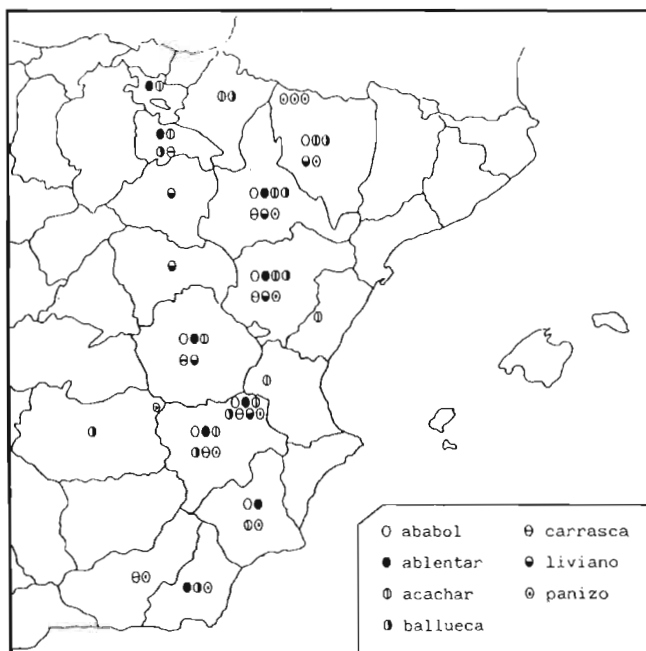 ababol
ablentar
acachar
ballueca
carrasca
liviano
panizo